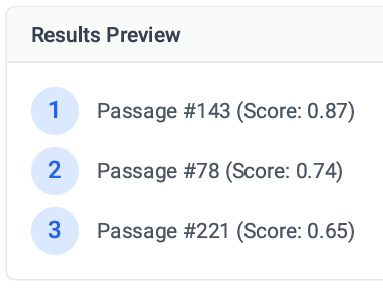 Results Preview
1 Passage #143 (Score: 0.87)
2 Passage #78 (Score: 0.74)
3 Passage #221 (Score: 0.65)